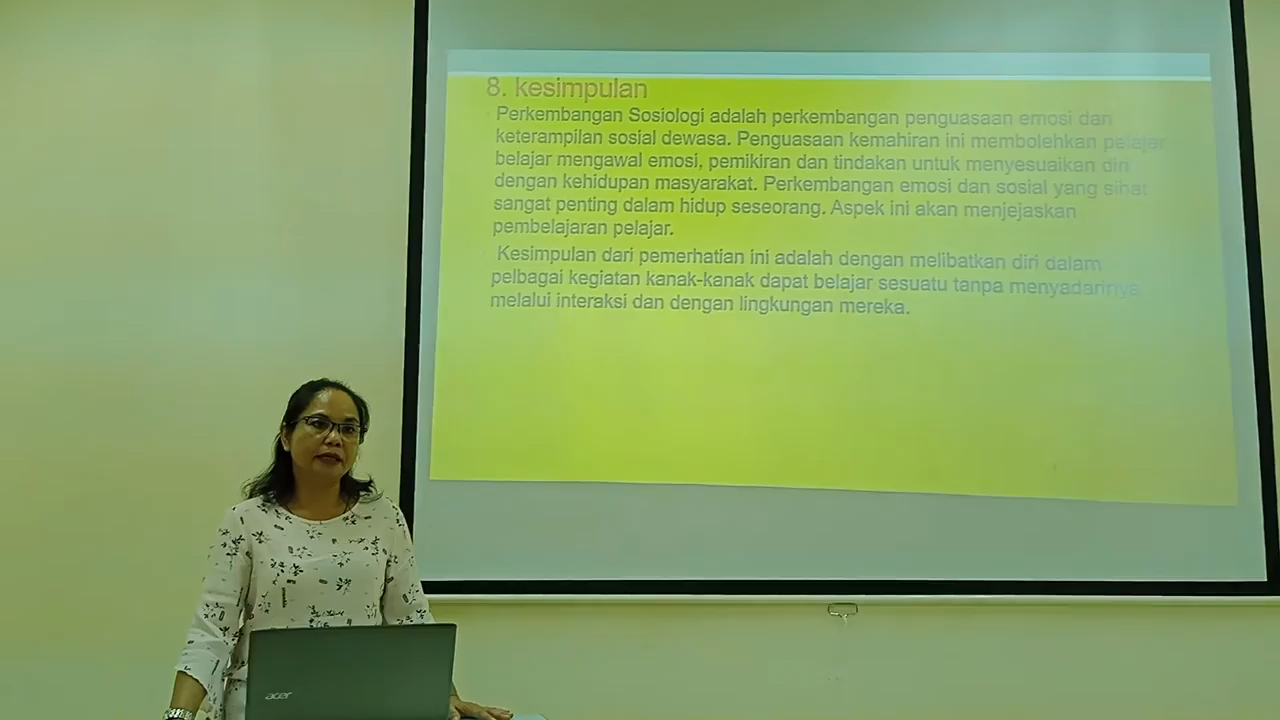 8. kesimpulan
Perkembangan Sosiologi adalah perkembangan penguasaan emosi dan
keterampilan sosial dewasa. Penguasaan kemahiran ini membolehkan pelajar
belajar mengawal emosi, pemikiran dan tindakan untuk menyesuaikan diri
dengan kehidupan masyarakat. Perkembangan emosi dan sosial yang sihat
sangat penting dalam hidup seseorang. Aspek ini akan menjejaskan
pembelajaran pelajar.
Kesimpulan dari pemerhatian ini adalah dengan melibatkan diri dalam
pelbagai kegiatan kanak-kanak dapat belajar sesuatu tanpa menyadarinya
melalui interaksi dan dengan lingkungan mereka.
acer